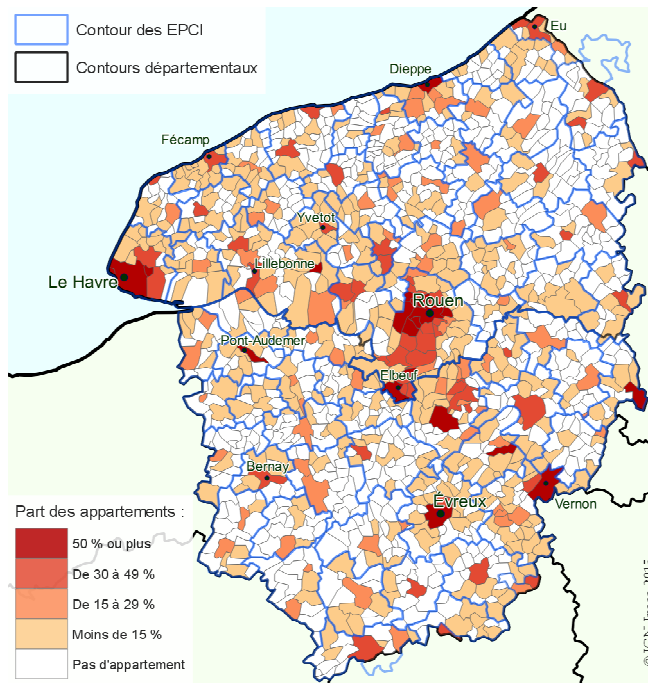 Contour des EPCI
Contours départementaux
Eu
Dieppe
Fécamp
Yvetot
Lillebonne
Le Havre
Rouen
Pont-Audemer
Elbeuf
Bernay
Évreux
Vernon
Part des appartements :
50 % ou plus
De 30 à 49 %
De 15 à 29 %
Moins de 15 %
Pas d'appartement